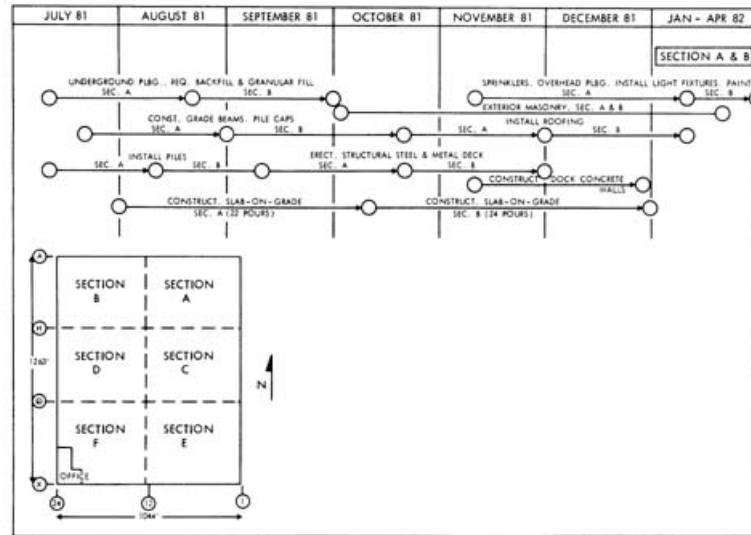 JULY 81 AUGUST 81 SEPTEMBER 81 OCTOBER 81 NOVEMBER 81 DECEMBER 81 JAN - APR 82
SECTION A & B
UNDERGROUND PLBG., REQ. BACKFILL & GRANULAR FILL
SEC. A SEC. B
SPRINKLERS, OVERHEAD PLBG. INSTALL LIGHT FIXTURES. PAINT
SEC. A SEC. B
EXTERIOR MASONRY, SEC. A & B
CONST. GRADE BEAMS. PILE CAPS
SEC. A SEC. B
INSTALL ROOFING
SEC. A SEC. B
INSTALL PILES
SEC. A SEC. B
ERECT. STRUCTURAL STEEL & METAL DECK
SEC. A SEC. B
CONSTRUCT DOCK CONCRETE
WALLS
CONSTRUCT. SLAB-ON-GRADE
SEC. A (22 POURS)
CONSTRUCT. SLAB-ON-GRADE
SEC. B (24 POURS)
A
SECTION
B
SECTION
A
H
1260'
SECTION
D
SECTION
C
N
SECTION
F
SECTION
E
OFFICE
X
24 12 1
1044'